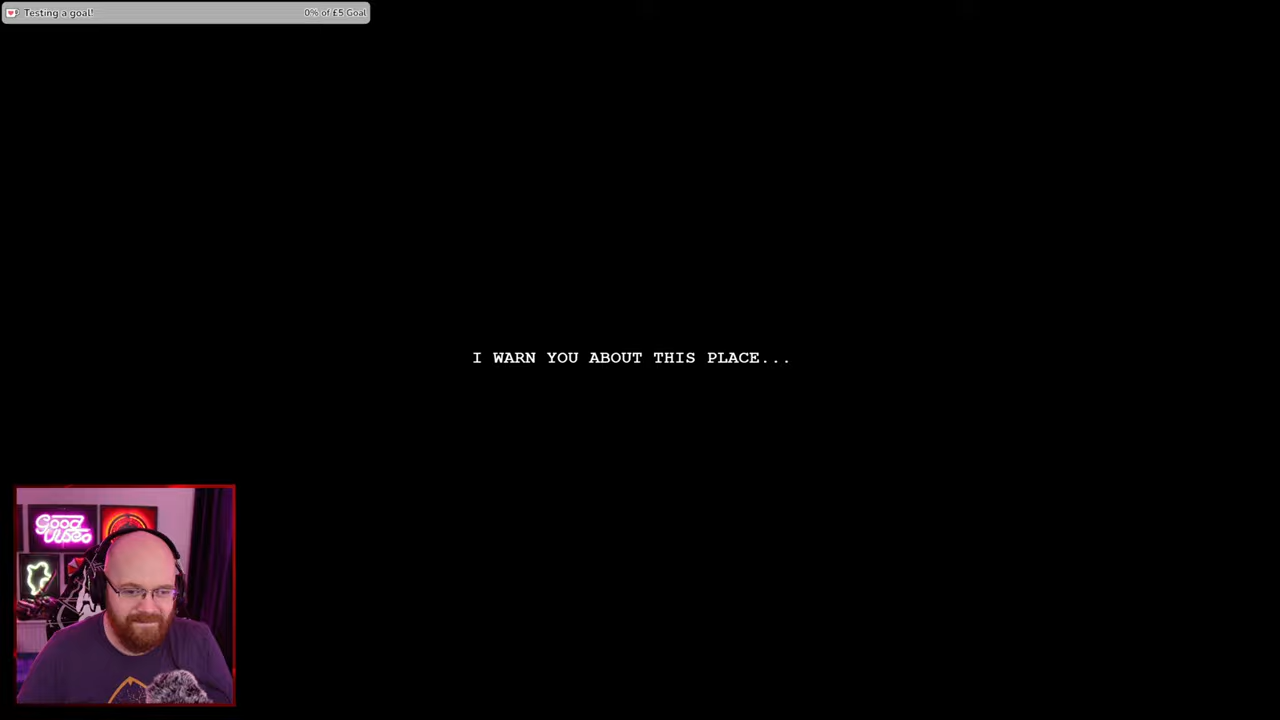 Testing a goal!
0% of £5 Goal
I WARN YOU ABOUT THIS PLACE...
Good
Vibes